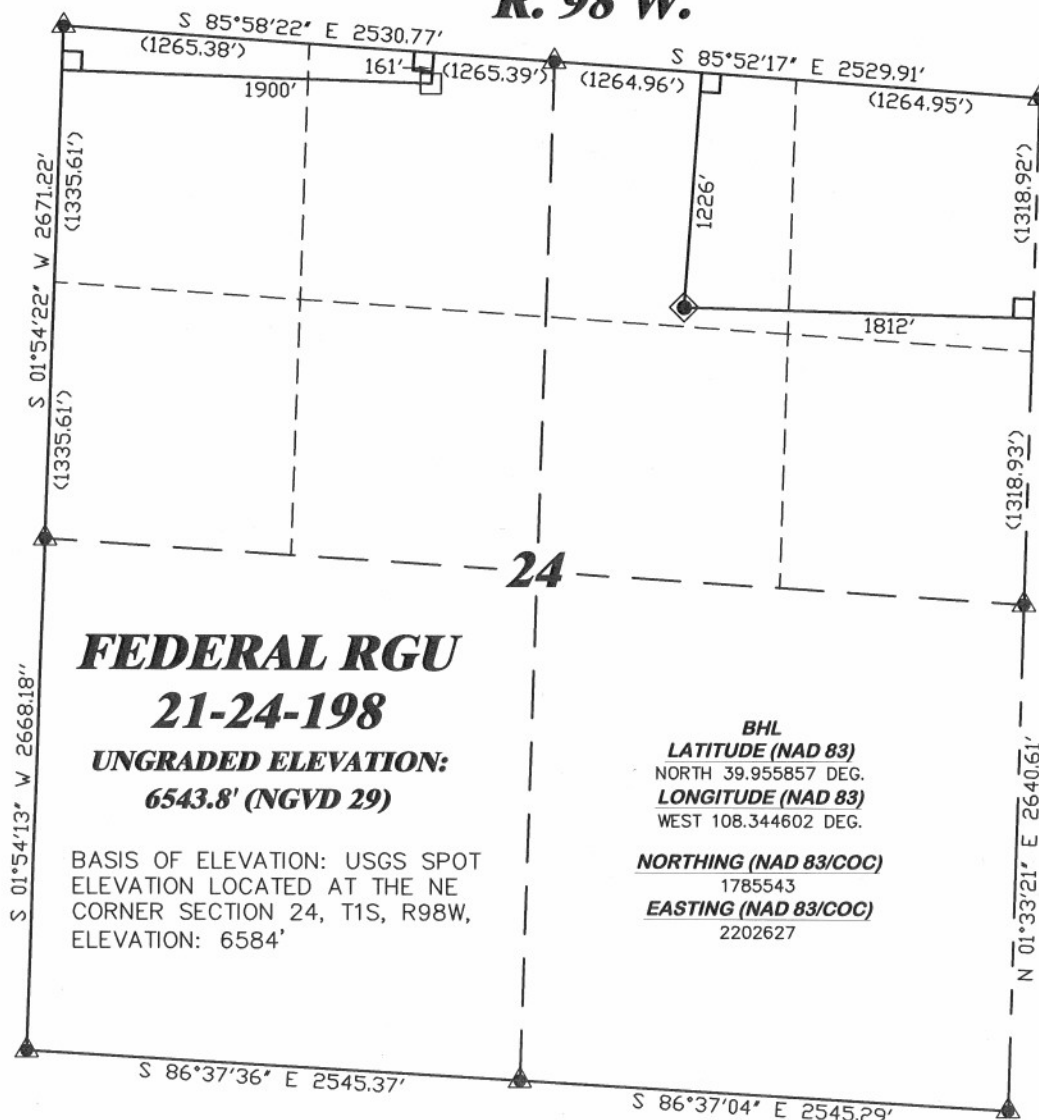 R. 98 W.
S 85°58'22" E 2530.77'
(1265.38')
161'
(1265.39')
1900'
S 85°52'17" E 2529.91'
(1264.96')
(1264.95')
S 01°54'22" W 2671.22'
(1335.61')
(1335.61')
1226'
(1318.92')
1812'
(1318.93')
24
FEDERAL RGU
21-24-198
UNGRADED ELEVATION:
6543.8' (NGVD 29)
BASIS OF ELEVATION: USGS SPOT
ELEVATION LOCATED AT THE NE
CORNER SECTION 24, T1S, R98W,
ELEVATION: 6584'
BHL
LATITUDE (NAD 83)
NORTH 39.955857 DEG.
LONGITUDE (NAD 83)
WEST 108.344602 DEG.
NORTHING (NAD 83/COC)
1785543
EASTING (NAD 83/COC)
2202627
S 01°54'13" W 2668.18''
N 01°33'21" E 2640.61'
S 86°37'36" E 2545.37'
S 86°37'04" E 2545.29'